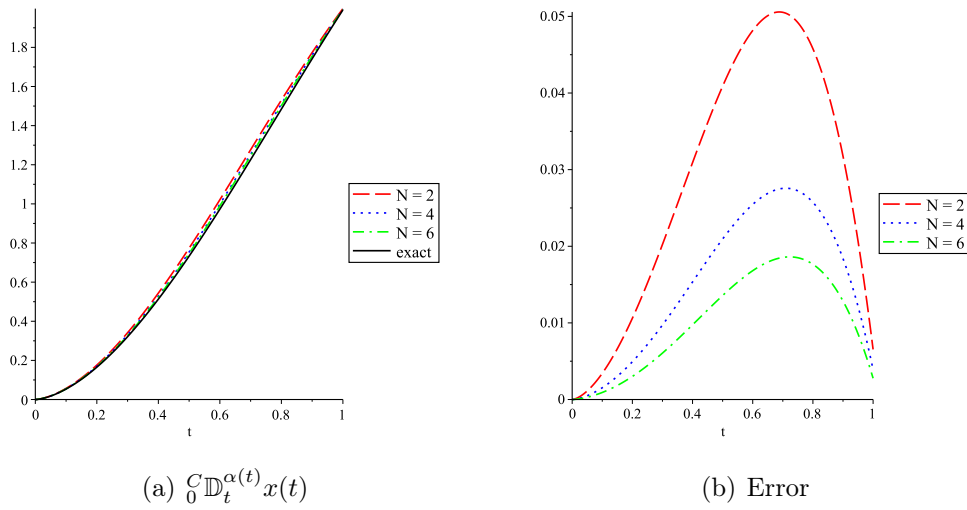 1.8
1.6
1.4
1.2
1
0.8
0.6
0.4
0.2
0
0 0.2 0.4 0.6 0.8 1
t
N = 2
N = 4
N = 6
exact
(a) ${}_{0}^{C}\mathbb{D}_{t}^{\alpha(t)}x(t)$
0.05
0.04
0.03
0.02
0.01
0
0 0.2 0.4 0.6 0.8 1
t
N = 2
N = 4
N = 6
(b) Error